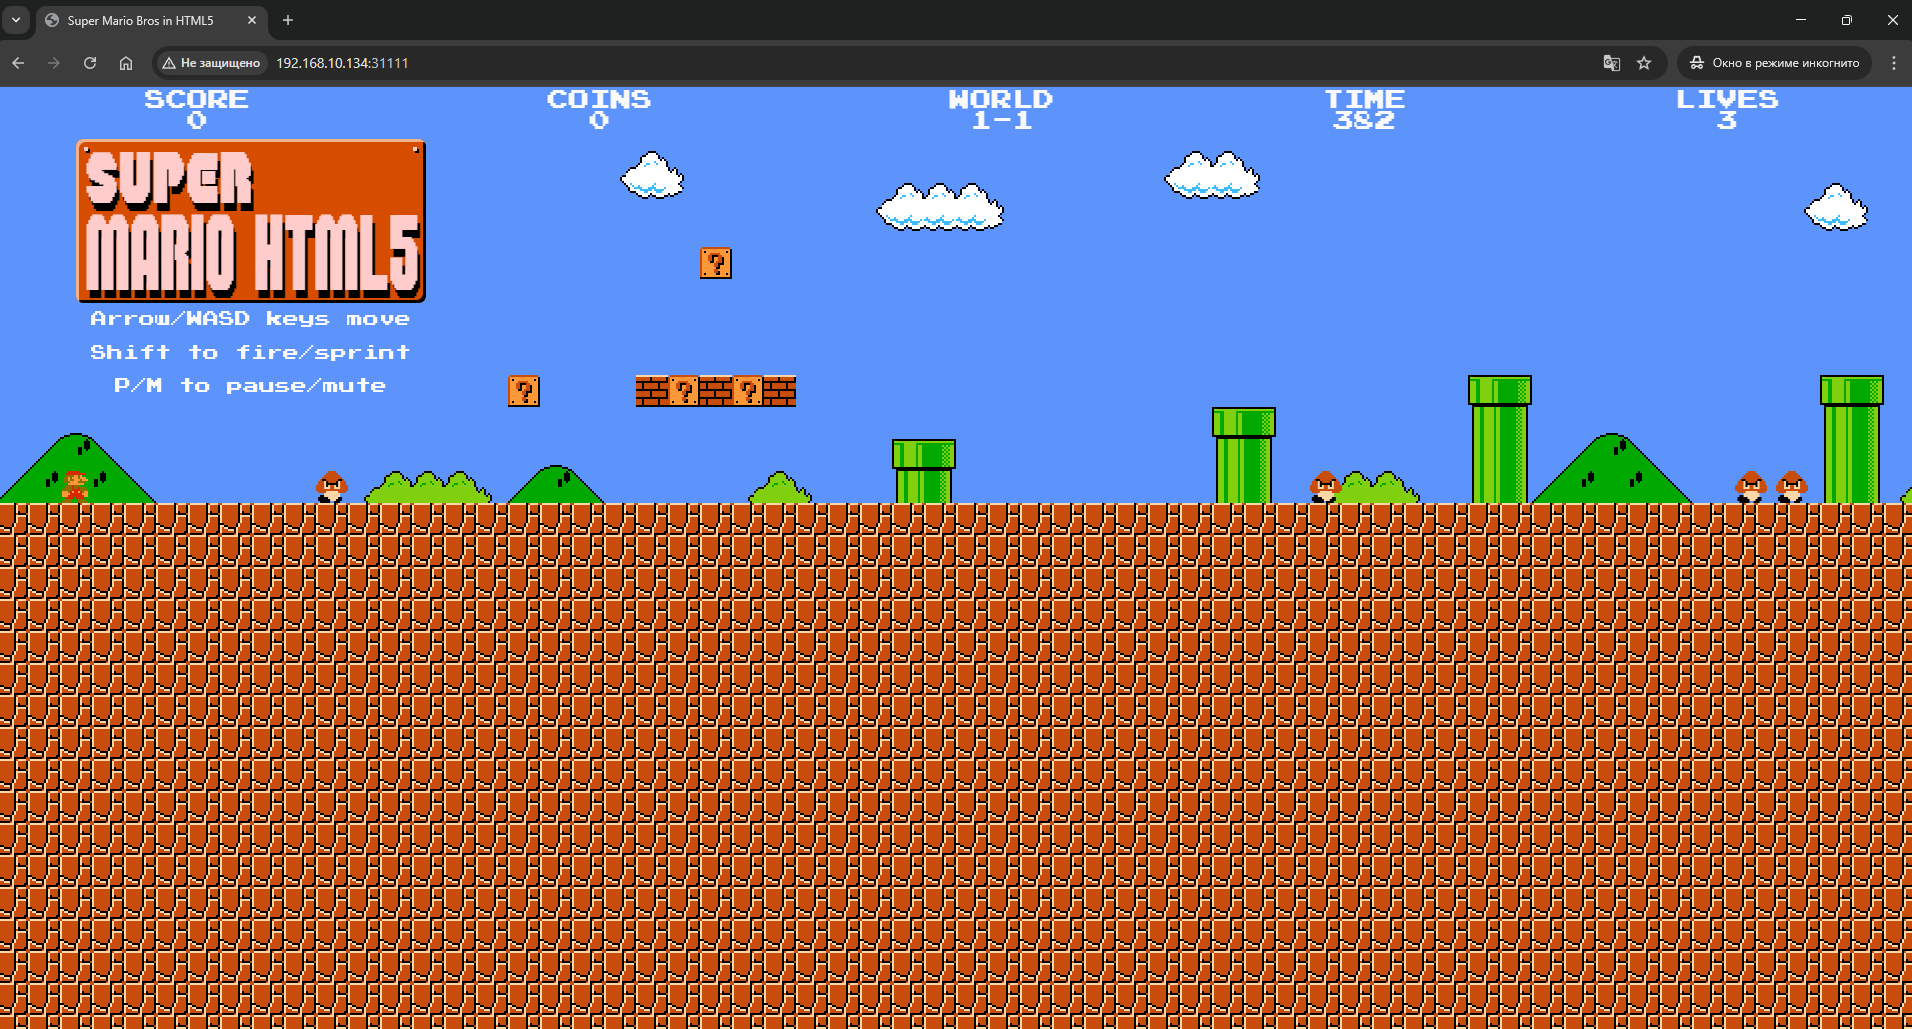 Super Mario Bros in HTML5
Не защищено
192.168.10.134:31111
Окно в режиме инкогнито
SCORE
0
COINS
0
WORLD
1-1
TIME
3&2
LIVES
3
SUPER
MARIO HTML5
Arrow/WASD keys move
Shift to fire/sprint
P/M to pause/mute
?
?
?
?